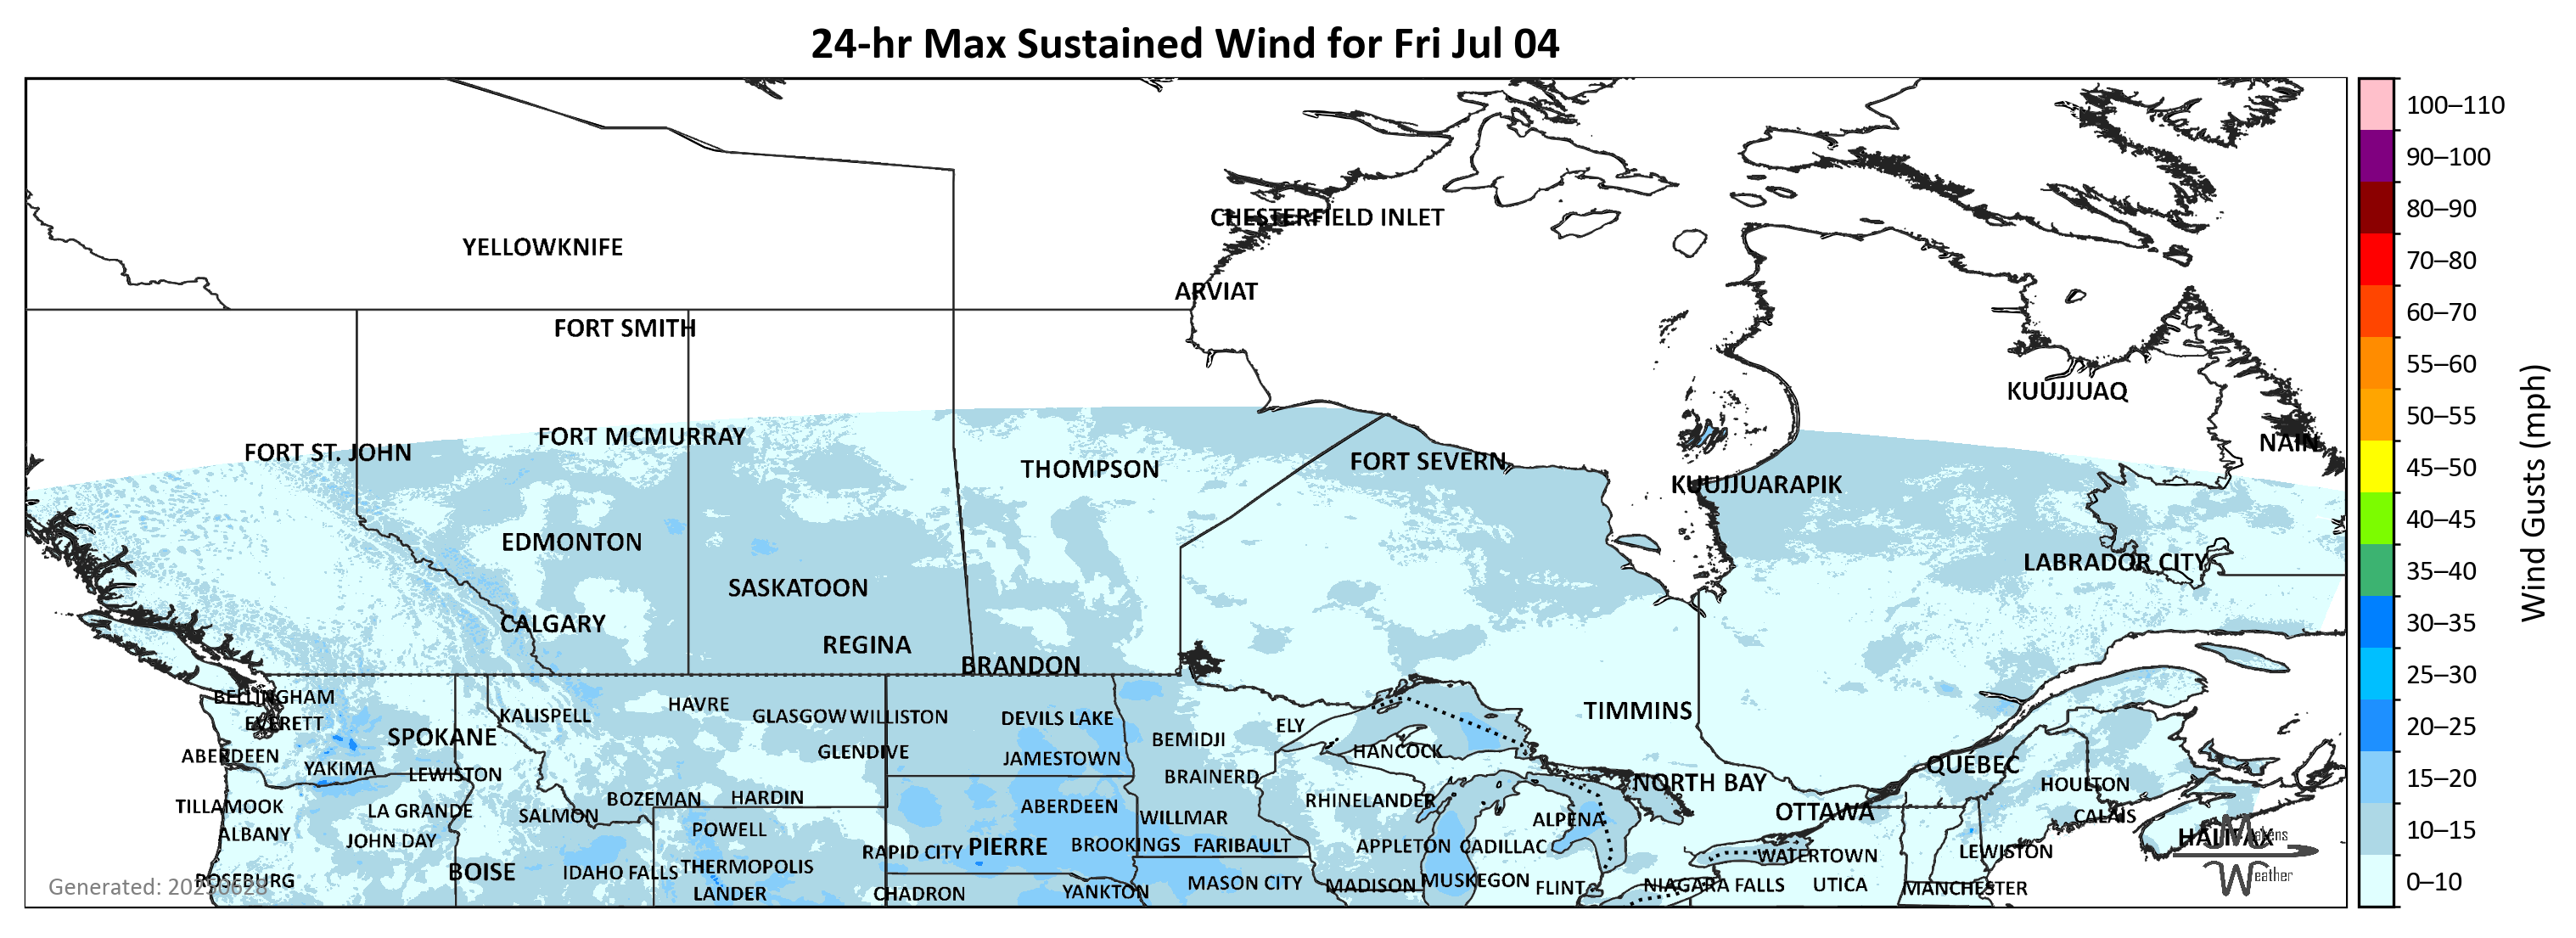 24-hr Max Sustained Wind for Fri Jul 04
100–110
90–100
80–90
70–80
60–70
55–60
50–55
45–50
40–45
35–40
30–35
25–30
20–25
15–20
10–15
0–10
Wind Gusts (mph)
CHESTERFIELD INLET
YELLOWKNIFE
ARVIAT
FORT SMITH
KUUJJUAQ
FORT MCMURRAY
NAIN
FORT ST. JOHN
FORT SEVERN
THOMPSON
KUUJJUARAPIK
EDMONTON
LABRADOR CITY
SASKATOON
CALGARY
REGINA
BRANDON
BELLINGHAM
HAVRE
TIMMINS
KALISPELL
GLASGOW
WILLISTON
DEVILS LAKE
EVERETT
ELY
SPOKANE
BEMIDJI
HANCOCK
GLENDIVE
ABERDEEN
JAMESTOWN
QUÉBEC
YAKIMA
LEWISTON
BRAINERD
NORTH BAY
HOULTON
BOZEMAN
HARDIN
RHINELANDER
TILLAMOOK
ABERDEEN
LA GRANDE
OTTAWA
SALMON
CALAIS
WILLMAR
ALPENA
POWELL
ALBANY
HALIFAX
JOHN DAY
BROOKINGS
FARIBAULT
APPLETON
CADILLAC
PIERRE
RAPID CITY
LEWISTON
WATERTOWN
THERMOPOLIS
BOISE
IDAHO FALLS
ROSEBURG
MUSKEGON
MASON CITY
MADISON
NIAGARA FALLS
UTICA
FLINT
MANCHESTER
YANKTON
LANDER
CHADRON
Makens
Weather
Generated: 20250628